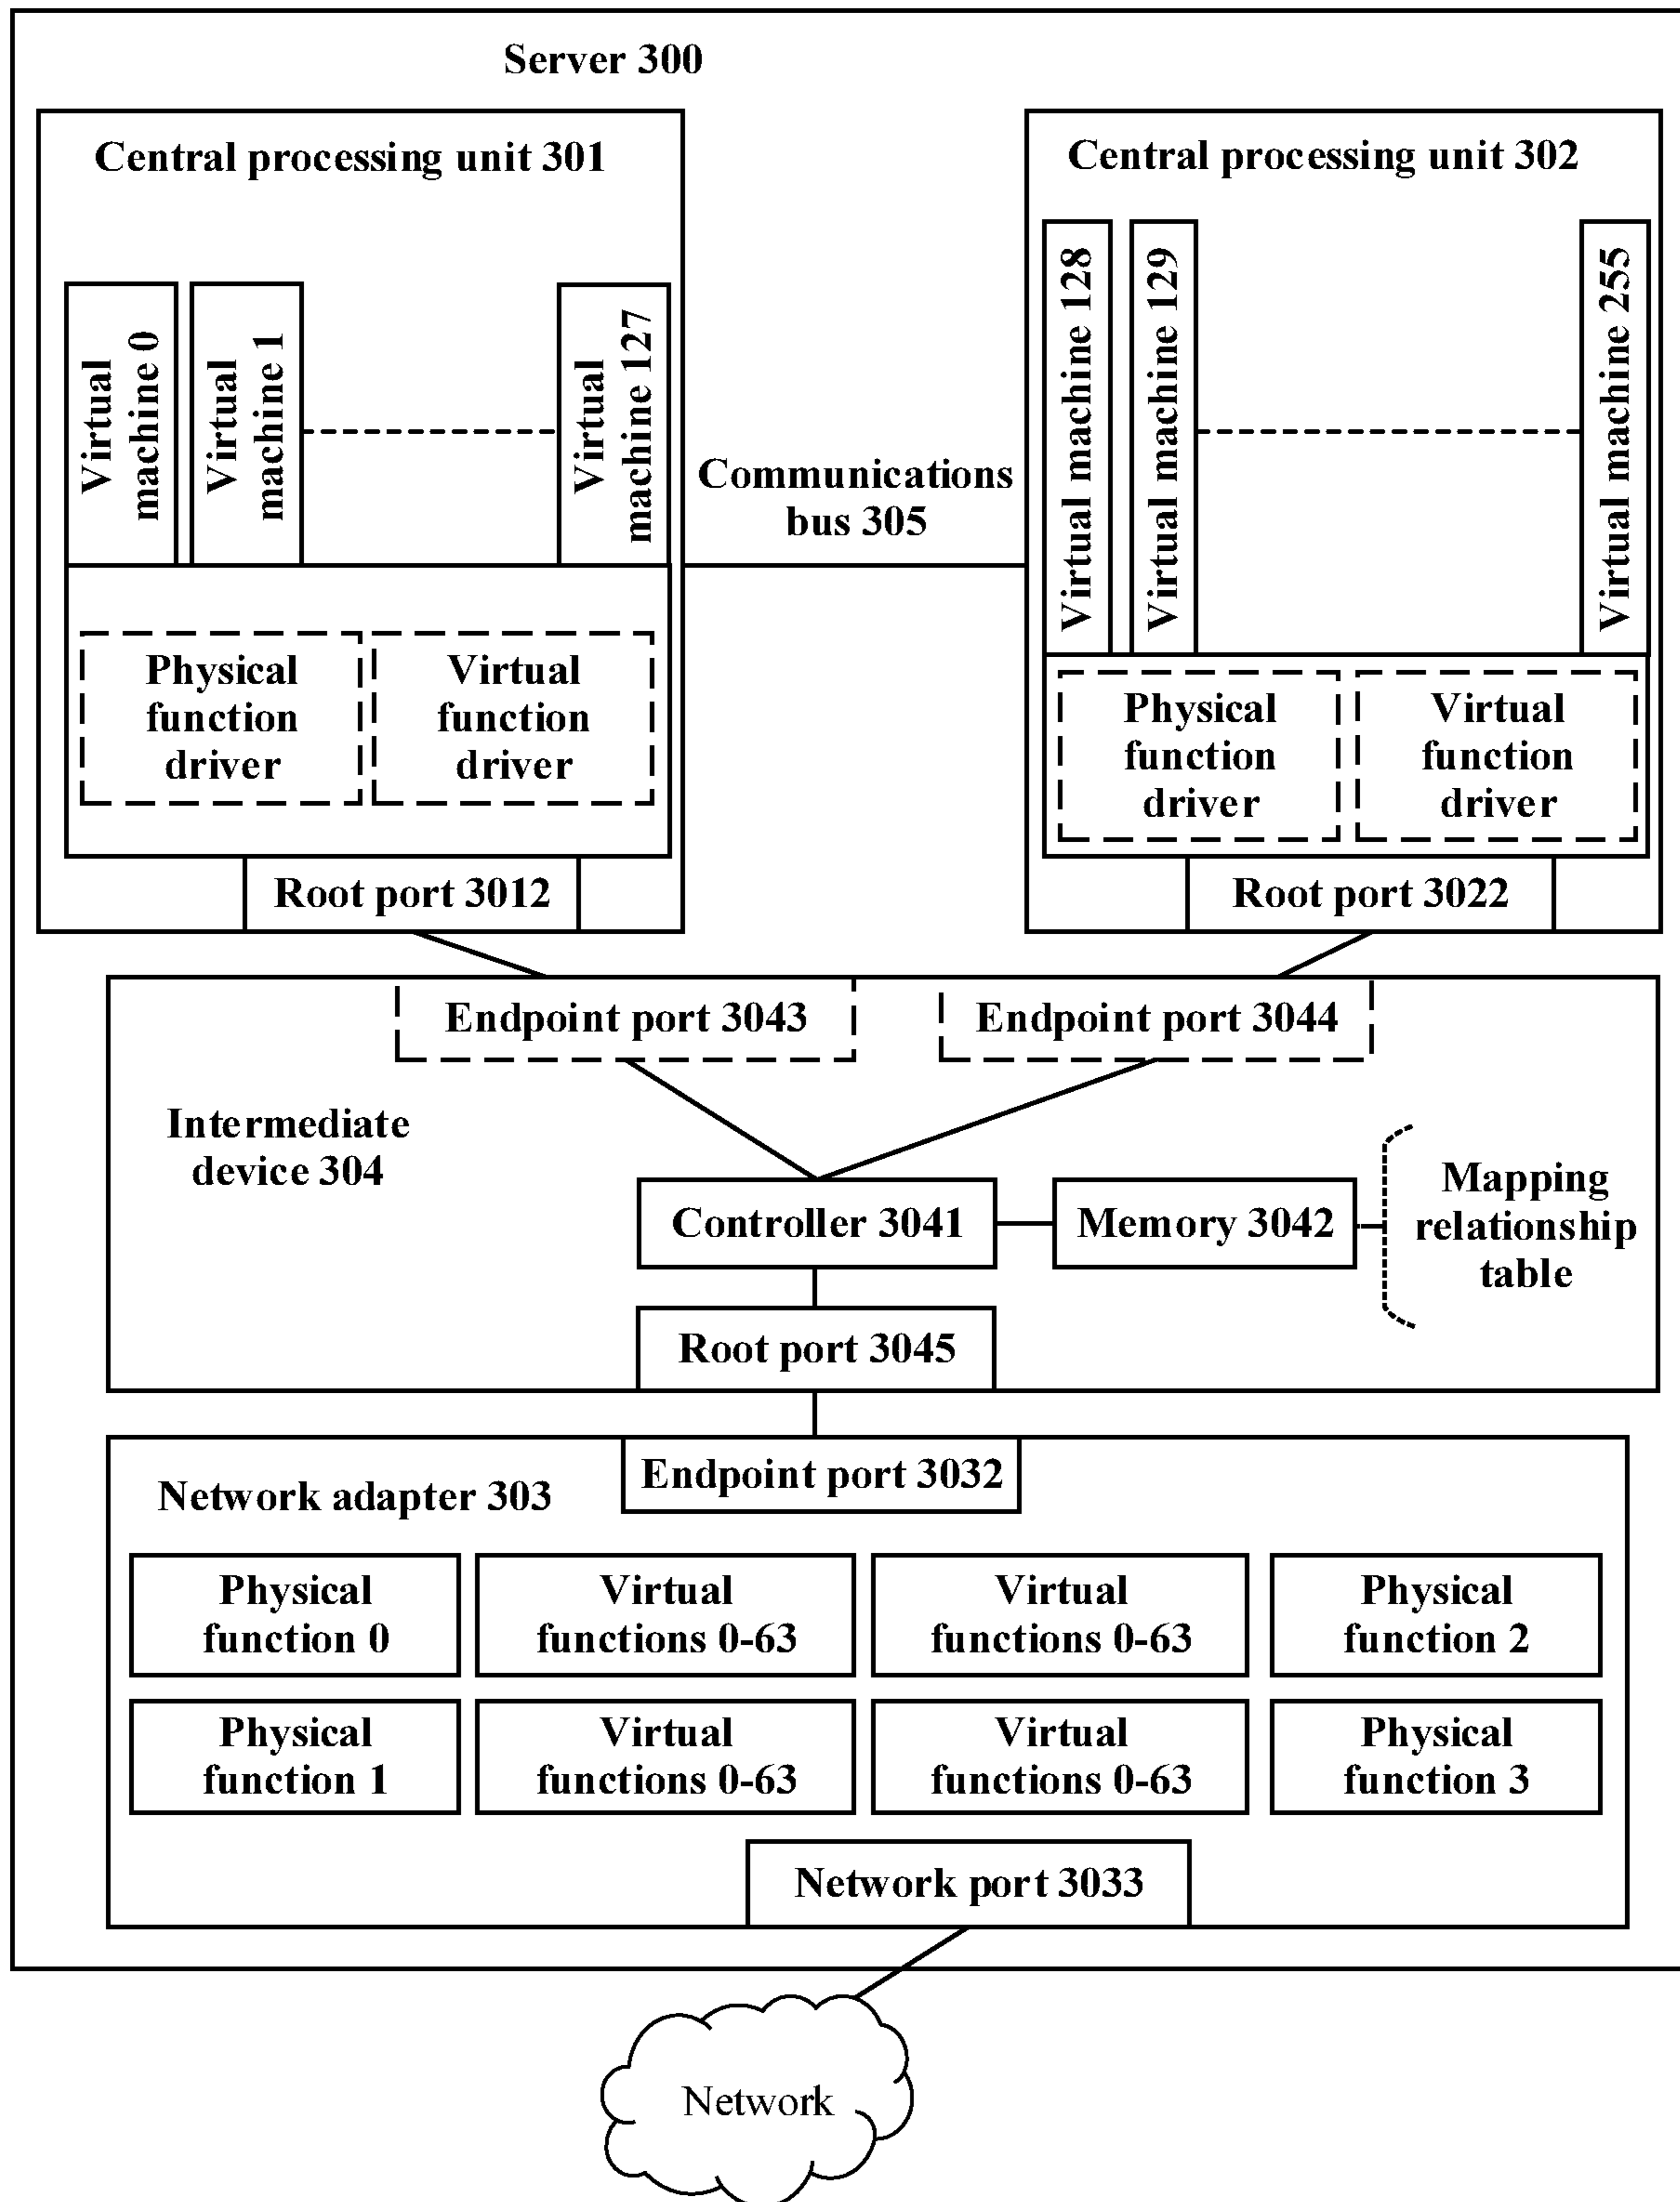 Server 300
Central processing unit 301
Virtual
machine 0
Virtual
machine 1
Virtual
machine 127
Physical
function
driver
Virtual
function
driver
Root port 3012
Communications
bus 305
Central processing unit 302
Virtual machine 128
Virtual machine 129
Virtual machine 255
Physical
function
driver
Virtual
function
driver
Root port 3022
Endpoint port 3043
Endpoint port 3044
Intermediate
device 304
Controller 3041
Memory 3042
Mapping
relationship
table
Root port 3045
Endpoint port 3032
Network adapter 303
Physical
function 0
Virtual
functions 0-63
Virtual
functions 0-63
Physical
function 2
Physical
function 1
Virtual
functions 0-63
Virtual
functions 0-63
Physical
function 3
Network port 3033
Network